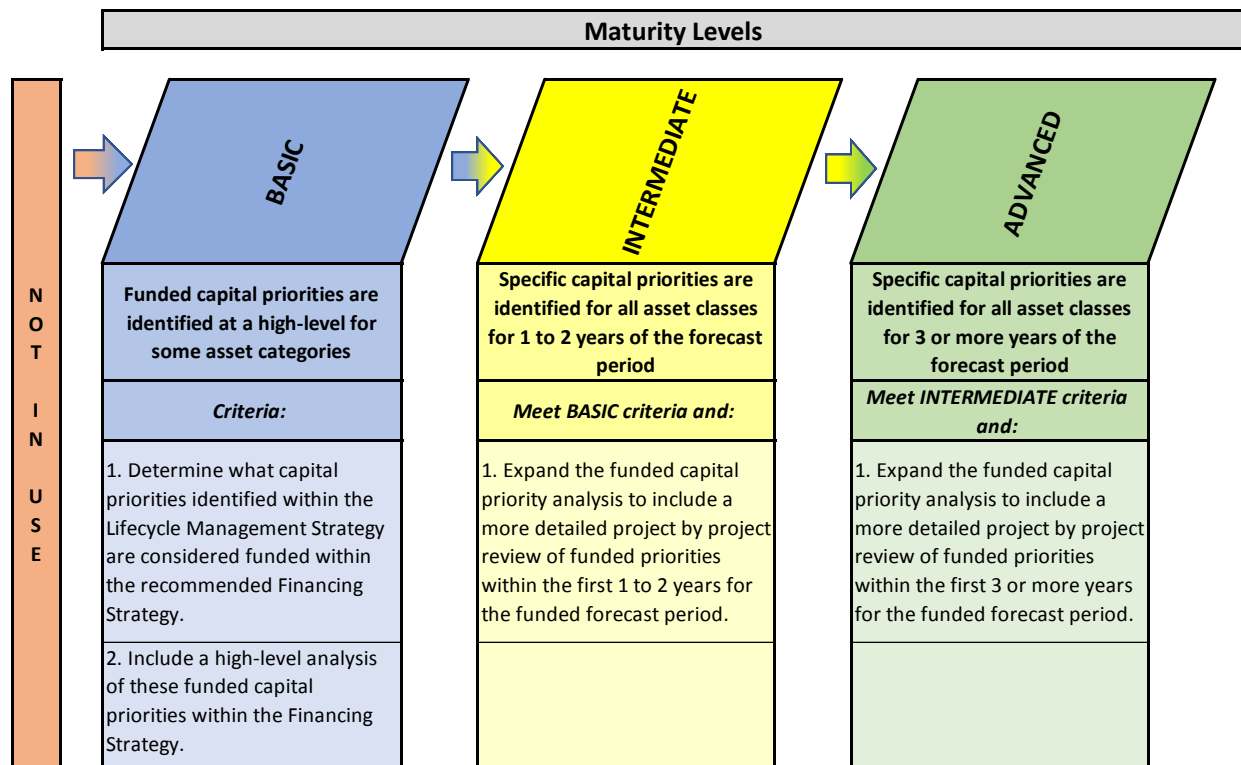 Maturity Levels
NOT IN USE
BASIC
Funded capital priorities are
identified at a high-level for
some asset categories
Criteria:
1. Determine what capital
priorities identified within the
Lifecycle Management Strategy
are considered funded within
the recommended Financing
Strategy.
2. Include a high-level analysis
of these funded capital
priorities within the Financing
Strategy.
INTERMEDIATE
Specific capital priorities are
identified for all asset classes
for 1 to 2 years of the forecast
period
Meet BASIC criteria and:
1. Expand the funded capital
priority analysis to include a
more detailed project by project
review of funded priorities
within the first 1 to 2 years for
the funded forecast period.
ADVANCED
Specific capital priorities are
identified for all asset classes
for 3 or more years of the
forecast period
Meet INTERMEDIATE criteria
and:
1. Expand the funded capital
priority analysis to include a
more detailed project by project
review of funded priorities
within the first 3 or more years
for the funded forecast period.